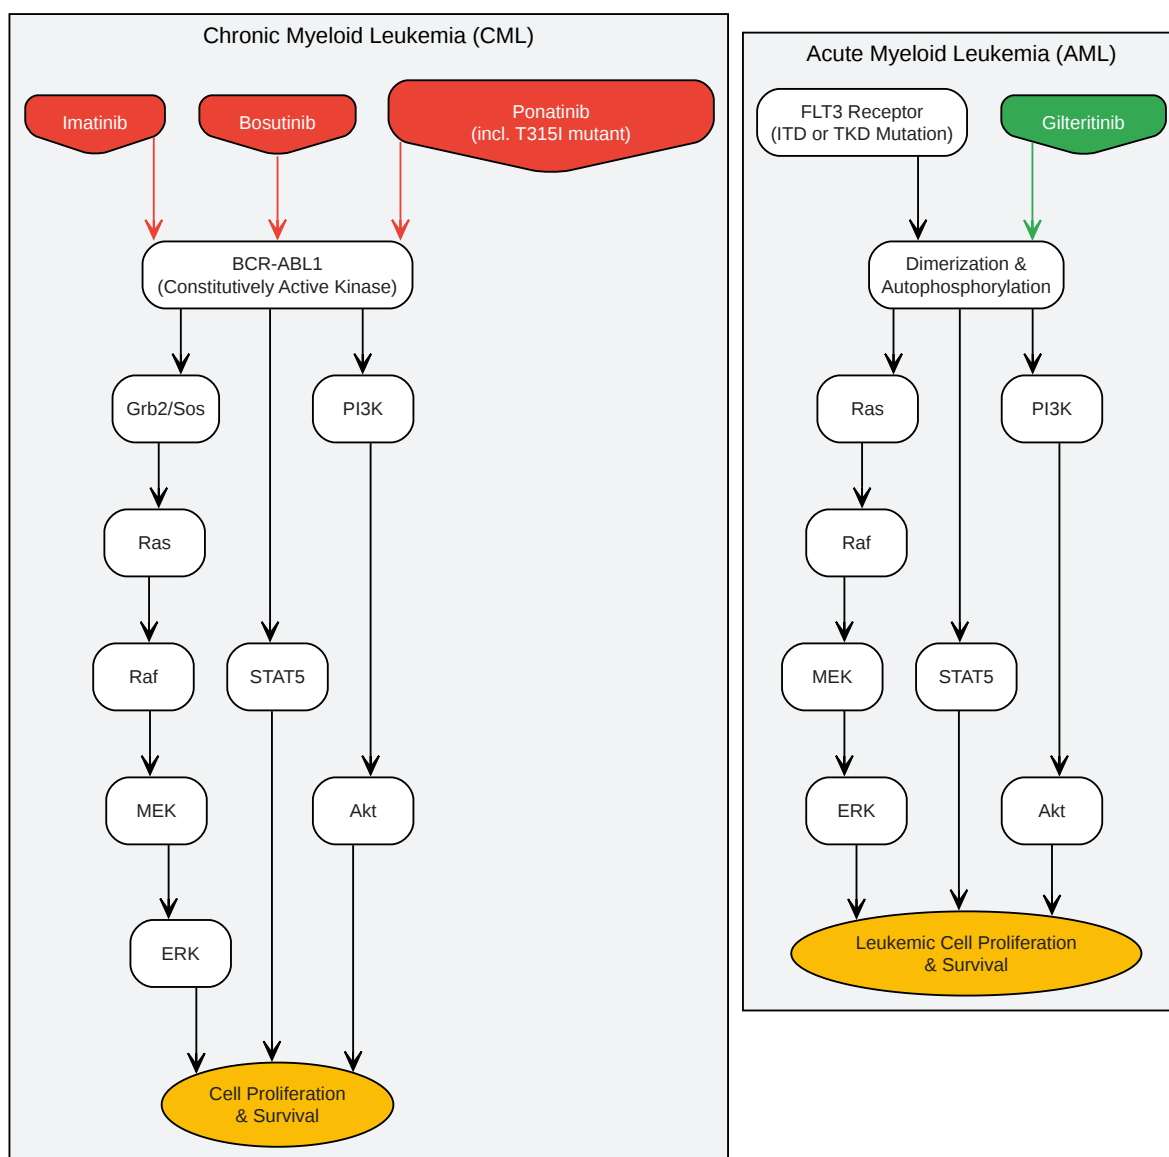 Chronic Myeloid Leukemia (CML)
Imatinib
Bosutinib
Ponatinib
(incl. T315I mutant)
BCR-ABL1
(Constitutively Active Kinase)
Grb2/Sos
PI3K
Ras
Raf
STAT5
MEK
Akt
ERK
Cell Proliferation
& Survival
Acute Myeloid Leukemia (AML)
FLT3 Receptor
(ITD or TKD Mutation)
Gilteritinib
Dimerization &
Autophosphorylation
Ras
PI3K
Raf
MEK
STAT5
ERK
Akt
Leukemic Cell Proliferation
& Survival